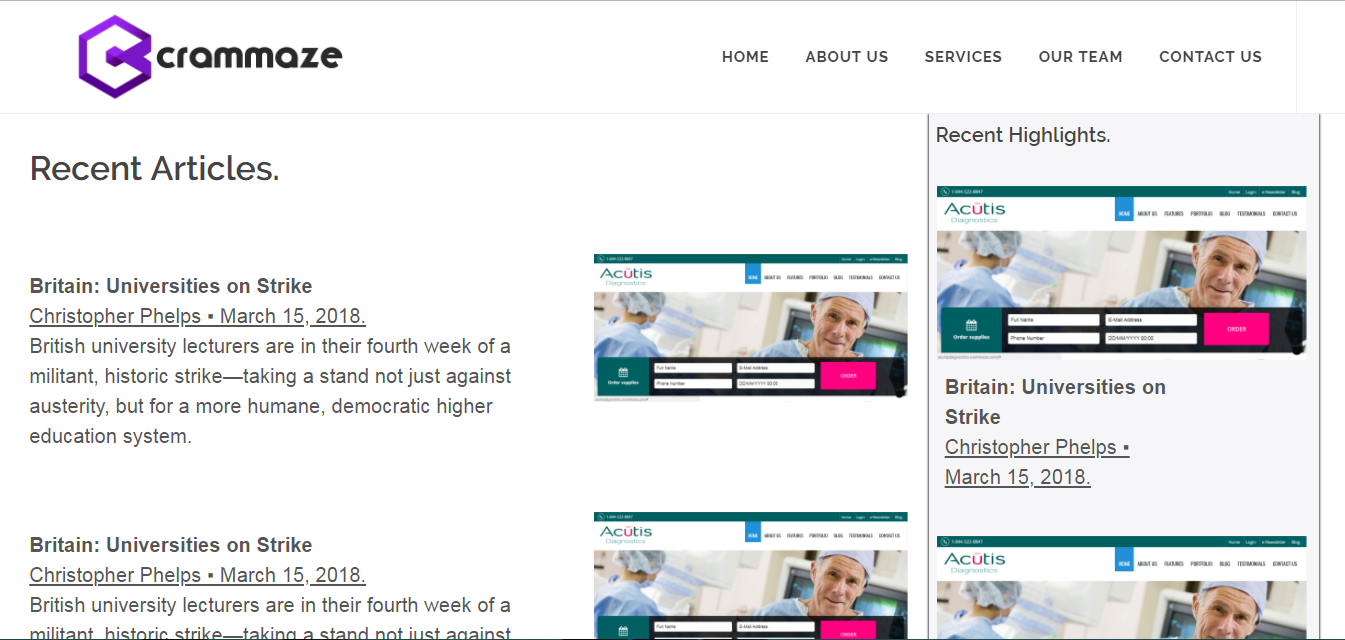 crammaze
HOME ABOUT US SERVICES OUR TEAM CONTACT US
Recent Articles.
Britain: Universities on Strike
Christopher Phelps ▪ March 15, 2018.
British university lecturers are in their fourth week of a
militant, historic strike—taking a stand not just against
austerity, but for a more humane, democratic higher
education system.
1-844-522-8847
Home Login e-Newsletter Blog
Acütis
Diagnostics
HOME ABOUT US FEATURES PORTFOLIO BLOG TESTIMONIALS CONTACT US
Order supplies
Full Name
E-Mail Address
Phone Number
DD/MM/YYYY 00:00
ORDER
Britain: Universities on Strike
Christopher Phelps ▪ March 15, 2018.
British university lecturers are in their fourth week of a
militant, historic strike—taking a stand not just against
1-844-522-8847
Home Login e-Newsletter Blog
Acütis
Diagnostics
HOME ABOUT US FEATURES PORTFOLIO BLOG TESTIMONIALS CONTACT US
Full Name
E-Mail Address
ORDER
Recent Highlights.
1-844-522-8847
Home Login e-Newsletter Blog
Acütis
Diagnostics
HOME ABOUT US FEATURES PORTFOLIO BLOG TESTIMONIALS CONTACT US
Order supplies
Full Name
E-Mail Address
Phone Number
DD/MM/YYYY 00:00
ORDER
Britain: Universities on
Strike
Christopher Phelps ▪
March 15, 2018.
1-844-522-8847
Home Login e-Newsletter Blog
Acütis
Diagnostics
HOME ABOUT US FEATURES PORTFOLIO BLOG TESTIMONIALS CONTACT US